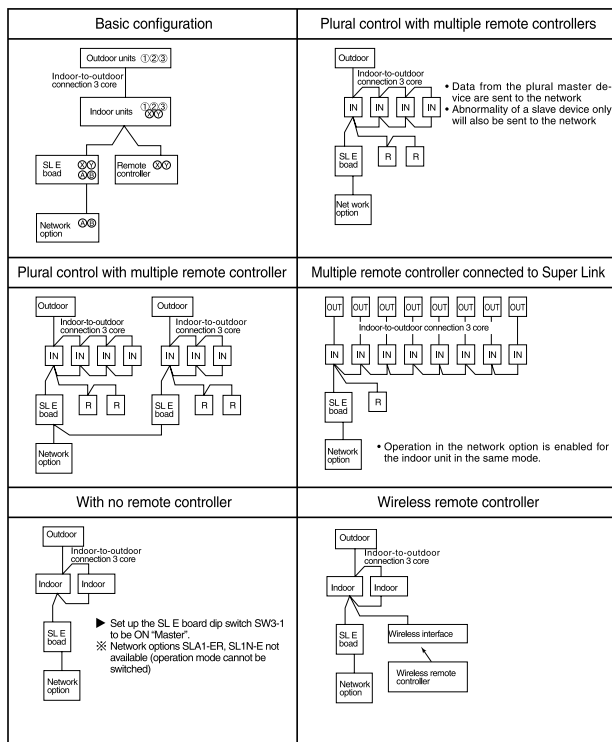 Basic configuration
Outdoor units ①②③
Indoor-to-outdoor
connection 3 core
Indoor units ①②③
ⓍⓎ
SL E
boad
ⓍⓎ
ⒶⒷ
Remote
controller
ⓍⓎ
Network
option
ⒶⒷ
Plural control with multiple remote controllers
Outdoor
Indoor-to-outdoor
connection 3 core
IN IN IN IN
SL E
boad
R R
Net work
option
• Data from the plural master de-
vice are sent to the network
• Abnormality of a slave device only
will also be sent to the network
Plural control with multiple remote controller
Outdoor Outdoor
Indoor-to-outdoor
connection 3 core
Indoor-to-outdoor
connection 3 core
IN IN IN IN IN IN IN IN
SL E
boad
R R
SL E
boad
R R
Network
option
Multiple remote controller connected to Super Link
OUT OUT OUT OUT OUT OUT OUT OUT
Indoor-to-outdoor connection 3 core
IN IN IN IN IN IN IN IN
SL E
boad
R
Network
option
• Operation in the network option is enabled for
the indoor unit in the same mode.
With no remote controller
Outdoor
Indoor-to-outdoor
connection 3 core
Indoor Indoor
SL E
boad
Network
option
▶ Set up the SL E board dip switch SW3-1
to be ON “Master”.
※ Network options SLA1-ER, SL1N-E not
available (operation mode cannot be
switched)
Wireless remote controller
Outdoor
Indoor-to-outdoor
connection 3 core
Indoor Indoor
SL E
boad
Wireless interface
Network
option
Wireless remote
controller